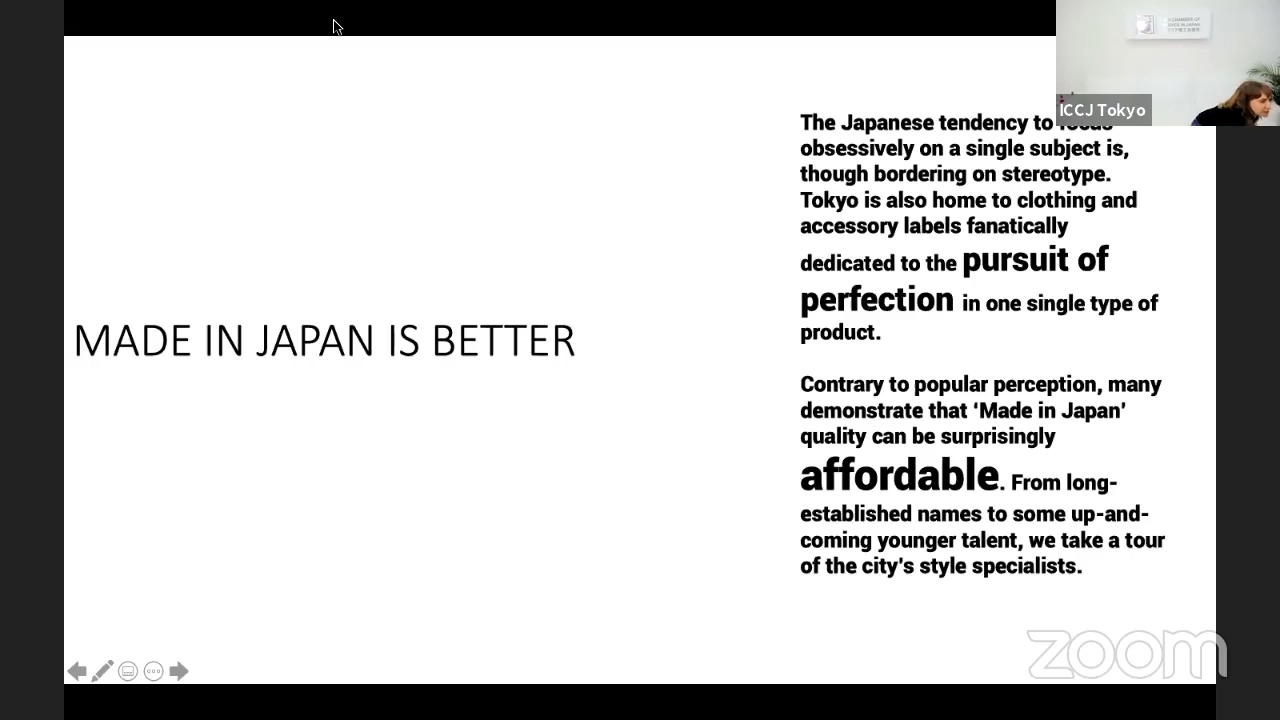 MADE IN JAPAN IS BETTER
The Japanese tendency to focus
obsessively on a single subject is,
though bordering on stereotype.
Tokyo is also home to clothing and
accessory labels fanatically
dedicated to the pursuit of
perfection in one single type of
product.
Contrary to popular perception, many
demonstrate that ‘Made in Japan’
quality can be surprisingly
affordable. From long-
established names to some up-and-
coming younger talent, we take a tour
of the city's style specialists.
ICCJ Tokyo
zoom